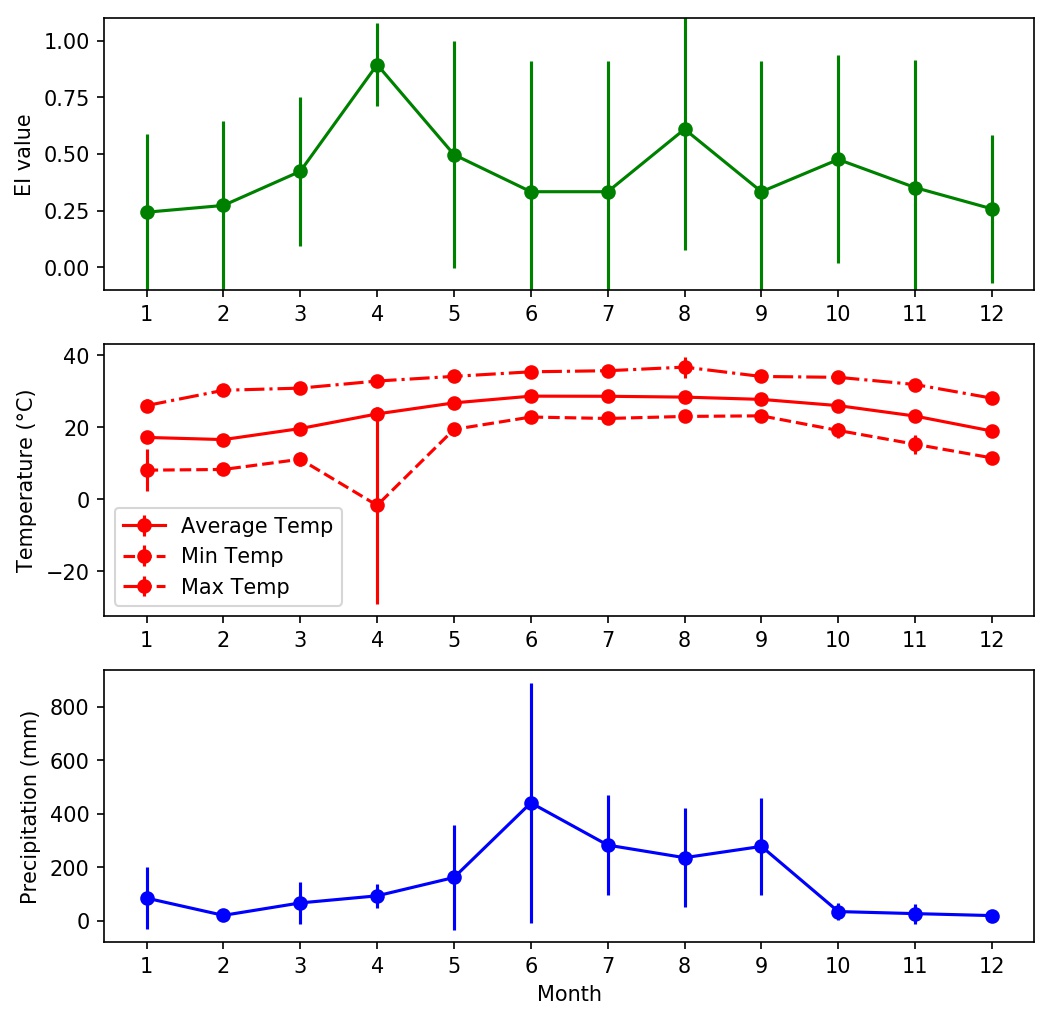 EI value
1.00
0.75
0.50
0.25
0.00
1 2 3 4 5 6 7 8 9 10 11 12
Temperature (°C)
40
20
0
−20
Average Temp
Min Temp
Max Temp
1 2 3 4 5 6 7 8 9 10 11 12
Precipitation (mm)
800
600
400
200
0
1 2 3 4 5 6 7 8 9 10 11 12
Month